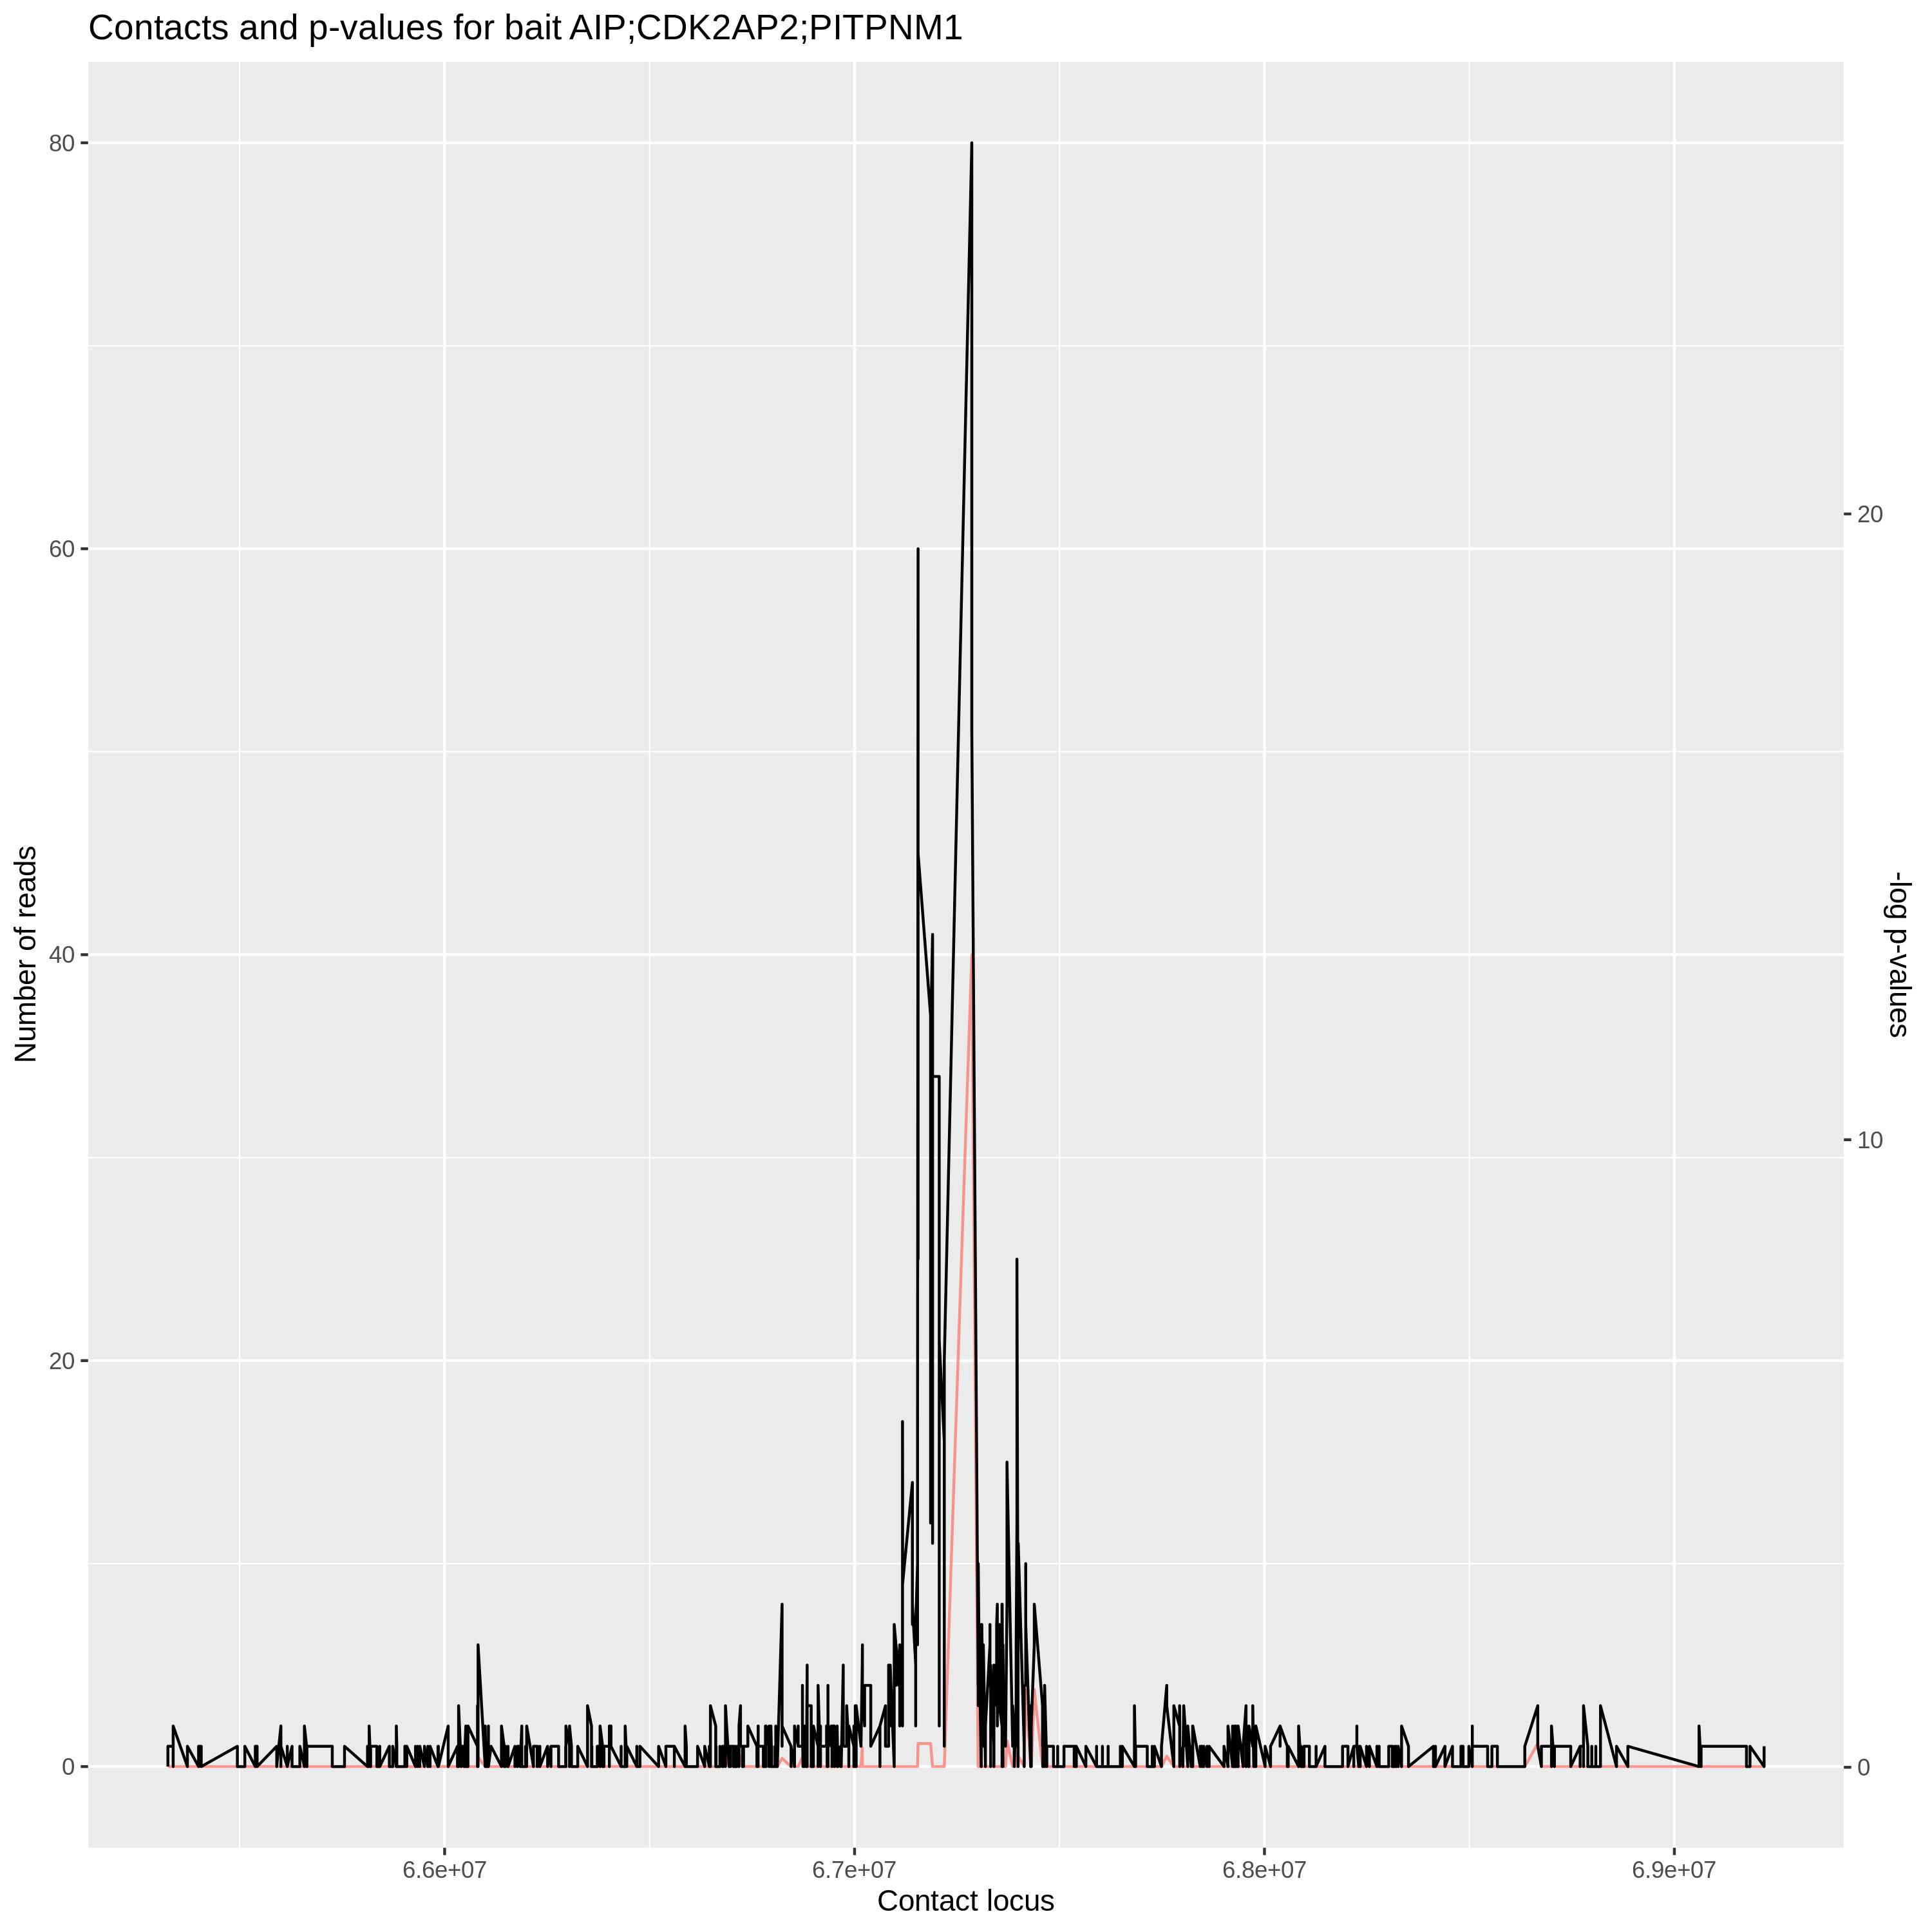 Contacts and p-values for bait AIP;CDK2AP2;PITPNM1
80
60
40
20
0
Number of reads
20
10
0
-log p-values
6.6e+07
6.7e+07
6.8e+07
6.9e+07
Contact locus